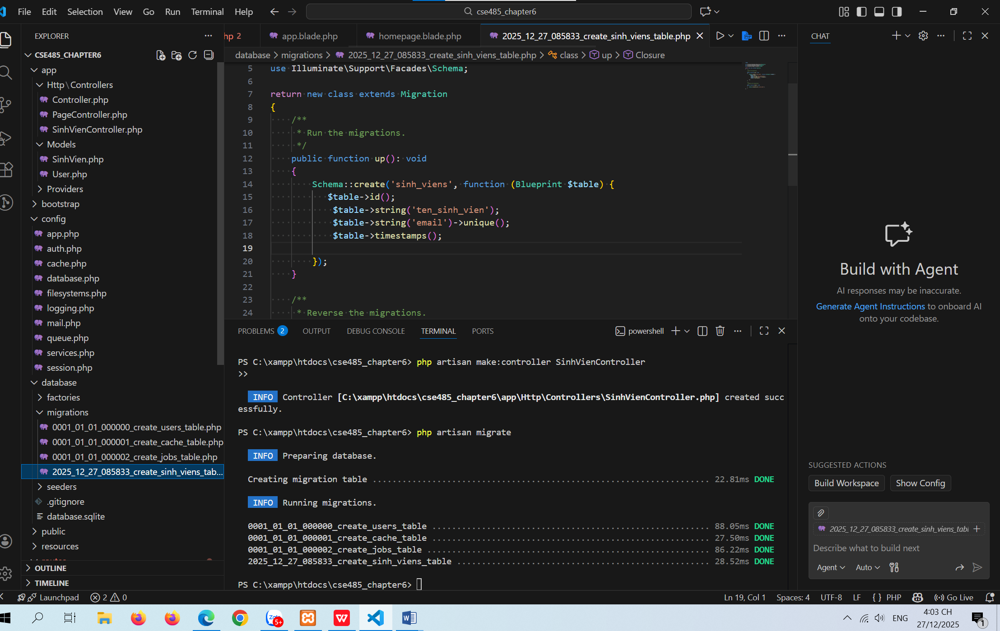 File Edit Selection View Go Run Terminal Help
cse485_chapter6
EXPLORER
CSE485_CHAPTER6
app
Http\Controllers
Controller.php
PageController.php
SinhVienController.php
Models
SinhVien.php
User.php
Providers
bootstrap
config
app.php
auth.php
cache.php
database.php
filesystems.php
logging.php
mail.php
queue.php
services.php
session.php
database
factories
migrations
0001_01_01_000000_create_users_table.php
0001_01_01_000001_create_cache_table.php
0001_01_01_000002_create_jobs_table.php
2025_12_27_085833_create_sinh_viens_tab...
seeders
.gitignore
database.sqlite
public
resources
OUTLINE
TIMELINE
hp 2 app.blade.php homepage.blade.php 2025_12_27_085833_create_sinh_viens_table.php
database > migrations > 2025_12_27_085833_create_sinh_viens_table.php > class > up > Closure
5 use Illuminate\Support\Facades\Schema;
6
7 return new class extends Migration
8 {
9 /**
10 * Run the migrations.
11 */
12 public function up(): void
13 {
14 Schema::create('sinh_viens', function (Blueprint $table) {
15 $table->id();
16 $table->string('ten_sinh_vien');
17 $table->string('email')->unique();
18 $table->timestamps();
19
20 });
21 }
22
23 /**
24 * Reverse the migrations.
PROBLEMS 2 OUTPUT DEBUG CONSOLE TERMINAL PORTS
powershell
PS C:\xampp\htdocs\cse485_chapter6> php artisan make:controller SinhVienController
>>
INFO Controller [C:\xampp\htdocs\cse485_chapter6\app\Http\Controllers\SinhVienController.php] created succ
essfully.
PS C:\xampp\htdocs\cse485_chapter6> php artisan migrate
INFO Preparing database.
Creating migration table .................................................................... 22.81ms DONE
INFO Running migrations.
0001_01_01_000000_create_users_table ........................................................ 88.05ms DONE
0001_01_01_000001_create_cache_table ........................................................ 27.50ms DONE
0001_01_01_000002_create_jobs_table ......................................................... 86.22ms DONE
2025_12_27_085833_create_sinh_viens_table ................................................... 28.52ms DONE
PS C:\xampp\htdocs\cse485_chapter6>
CHAT
Build with Agent
AI responses may be inaccurate.
Generate Agent Instructions to onboard AI
onto your codebase.
SUGGESTED ACTIONS
Build Workspace
Show Config
2025_12_27_085833_create_sinh_viens_tabl
Describe what to build next
Agent Auto
Launchpad 2 0
Ln 19, Col 1 Spaces: 4 UTF-8 LF {} PHP Go Live
Zalo 5+
ENG
4:03 CH
27/12/2025
1